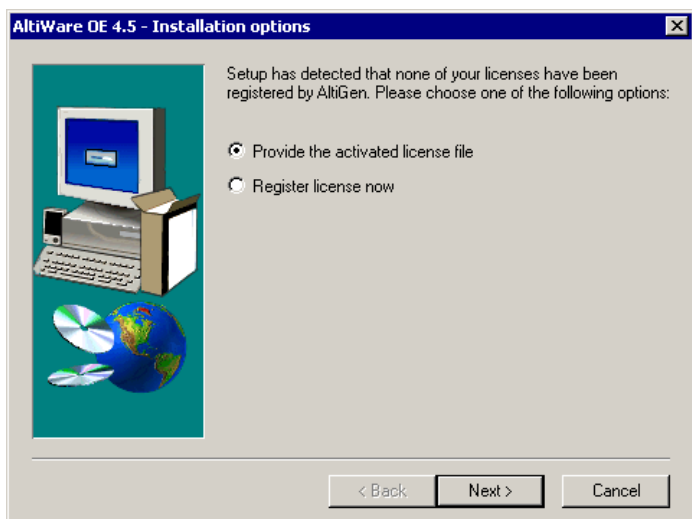 AltiWare OE 4.5 - Installation options
Setup has detected that none of your licenses have been
registered by AltiGen. Please choose one of the following options:
Provide the activated license file
Register license now
< Back
Next >
Cancel